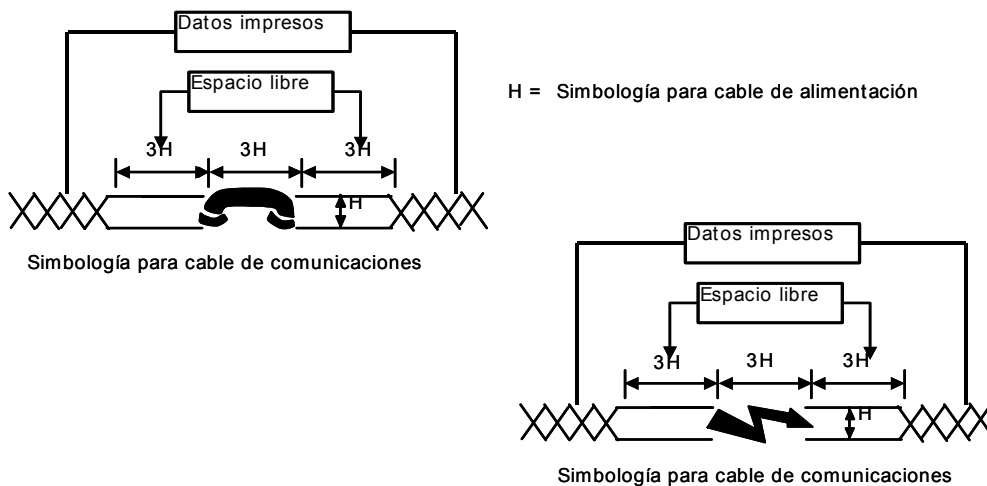 Datos impresos
Espacio libre
H = Simbología para cable de alimentación
3H 3H 3H
H
Simbología para cable de comunicaciones
Datos impresos
Espacio libre
3H 3H 3H
H
Simbología para cable de comunicaciones